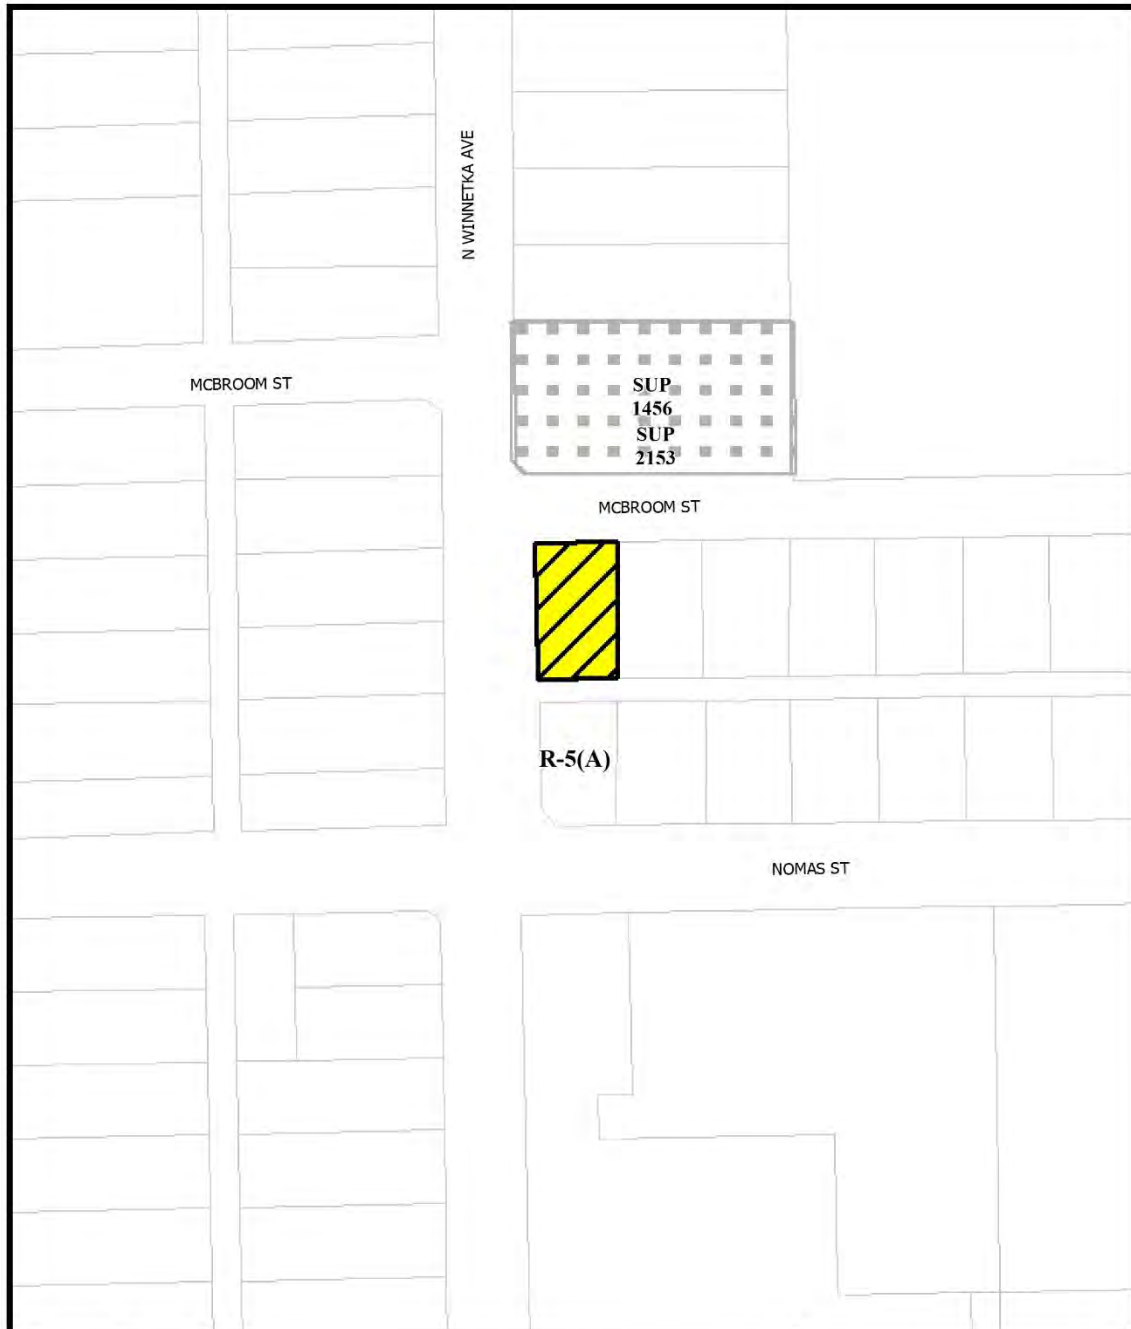 N WINNETKA AVE
MCBROOM ST
SUP
1456
SUP
2153
MCBROOM ST
R-5(A)
NOMAS ST